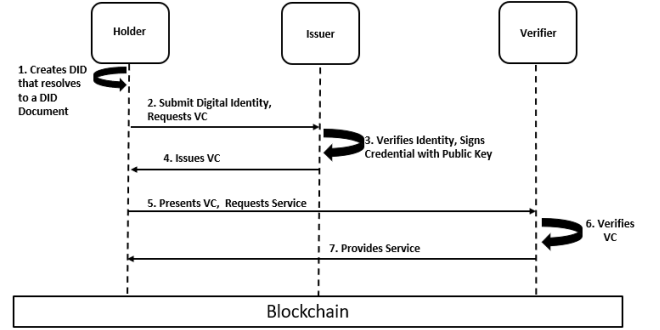 Holder
Issuer
Verifier
1. Creates DID
that resolves
to a DID
Document
2. Submit Digital Identity,
Requests VC
3. Verifies Identity, Signs
Credential with Public Key
4. Issues VC
5. Presents VC, Requests Service
6. Verifies
VC
7. Provides Service
Blockchain